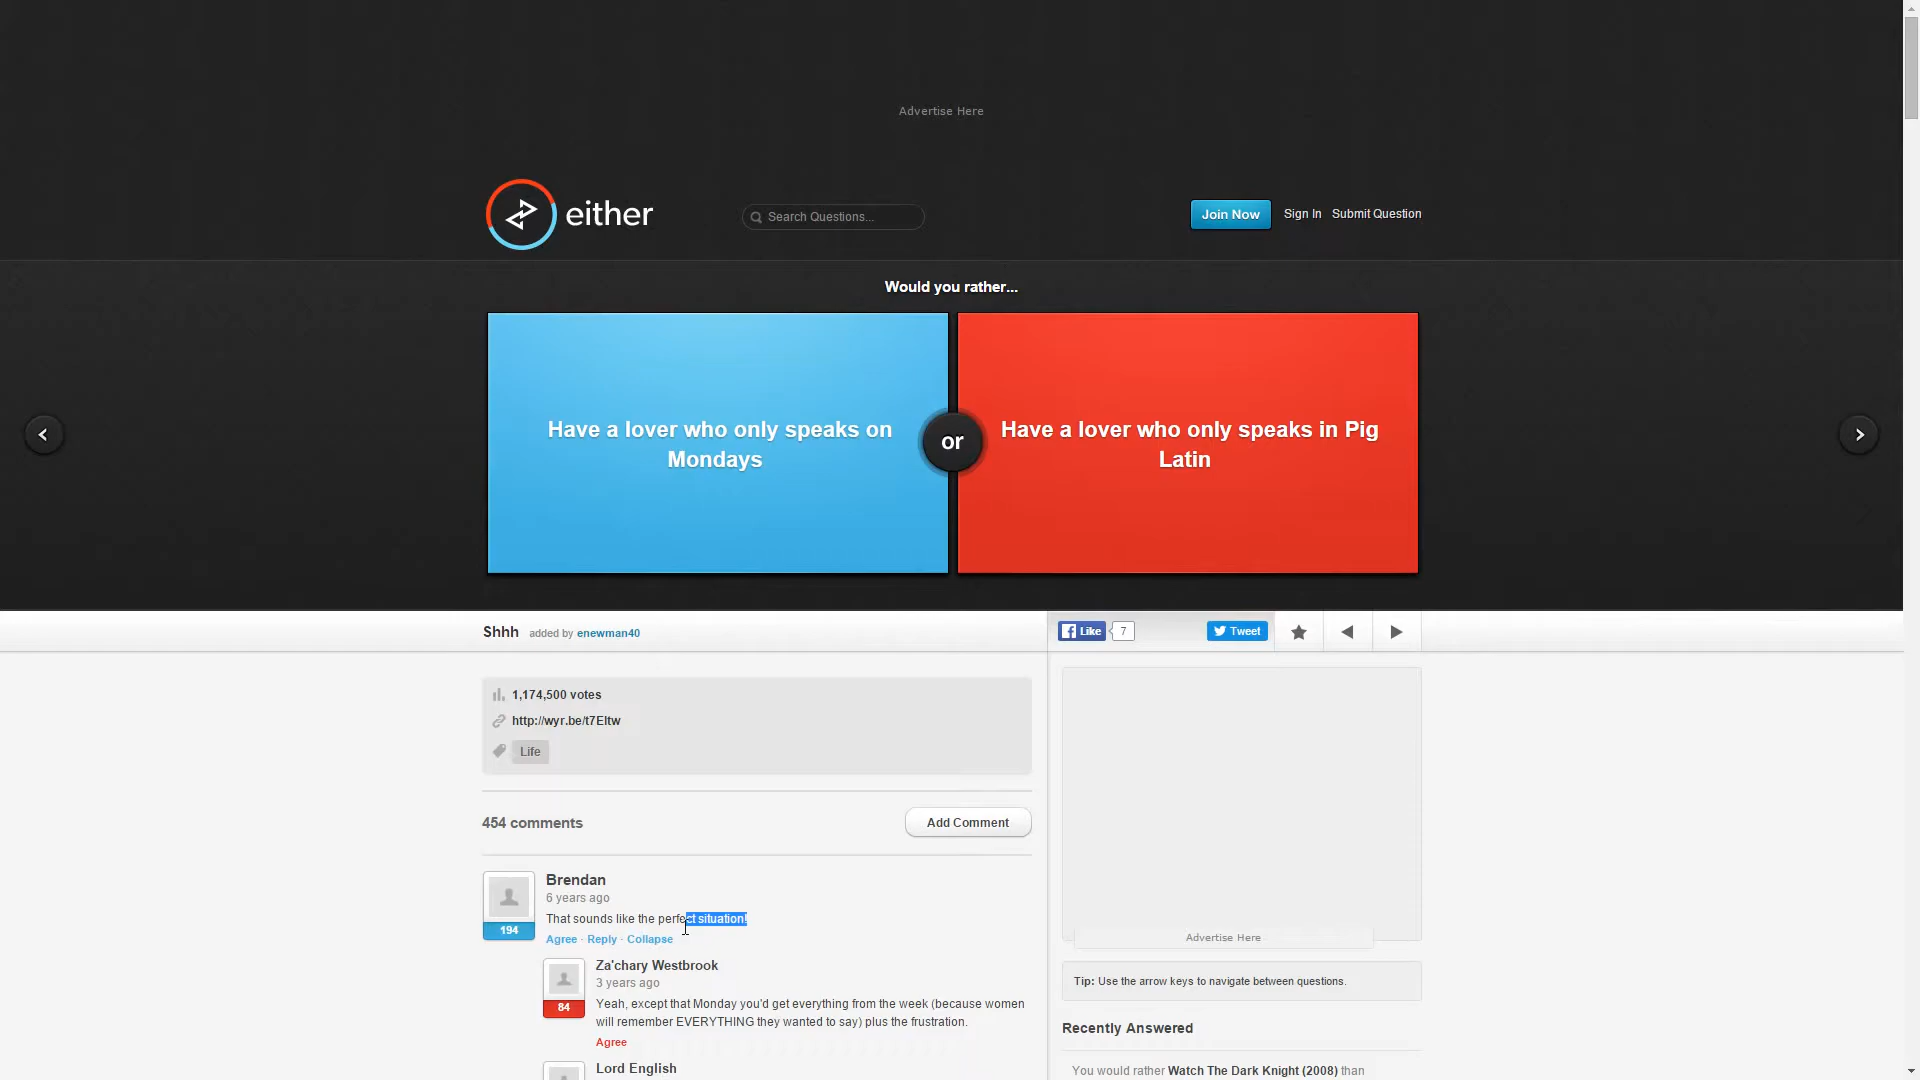 Advertise Here
either
Search Questions...
Join Now
Sign In
Submit Question
Would you rather...
Have a lover who only speaks on
Mondays
or
Have a lover who only speaks in Pig
Latin
Shhh added by enewman40
Like
7
Tweet
1,174,500 votes
http://wyr.be/t7EItw
Life
454 comments
Add Comment
Brendan
6 years ago
That sounds like the perfect situation!
194
Agree · Reply · Collapse
Za'chary Westbrook
3 years ago
84
Yeah, except that Monday you'd get everything from the week (because women
will remember EVERYTHING they wanted to say) plus the frustration.
Agree
Lord English
Advertise Here
Tip: Use the arrow keys to navigate between questions.
Recently Answered
You would rather Watch The Dark Knight (2008) than